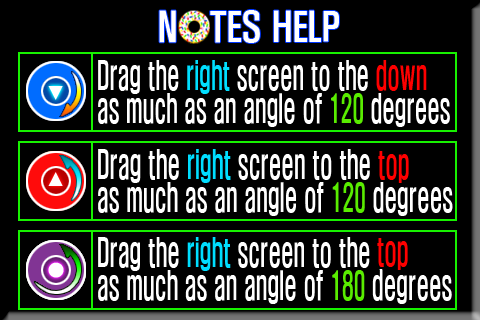 NOTES HELP
Drag the right screen to the down
as much as an angle of 120 degrees
Drag the right screen to the top
as much as an angle of 120 degrees
Drag the right screen to the top
as much as an angle of 180 degrees